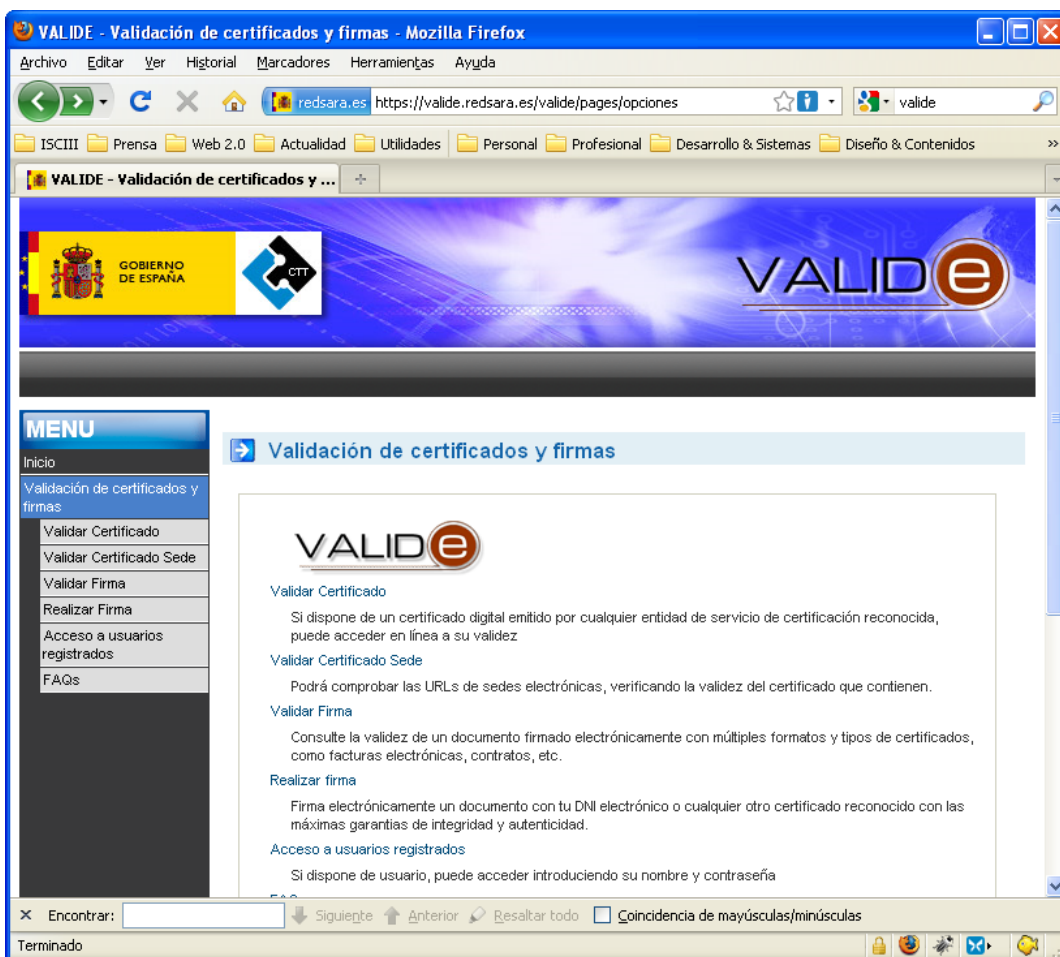 VALIDE - Validación de certificados y firmas - Mozilla Firefox
Archivo Editar Ver Historial Marcadores Herramientas Ayuda
redsara.es https://valide.redsara.es/valide/pages/opciones valide
ISCIII Prensa Web 2.0 Actualidad Utilidades Personal Profesional Desarrollo & Sistemas Diseño & Contenidos »
VALIDE - Validación de certificados y ...
GOBIERNO
DE ESPAÑA
CTT
VALIDe
MENU
Inicio
Validación de certificados y
firmas
Validar Certificado
Validar Certificado Sede
Validar Firma
Realizar Firma
Acceso a usuarios
registrados
FAQs
Validación de certificados y firmas
VALIDe
Validar Certificado
Si dispone de un certificado digital emitido por cualquier entidad de servicio de certificación reconocida,
puede acceder en línea a su validez
Validar Certificado Sede
Podrá comprobar las URLs de sedes electrónicas, verificando la validez del certificado que contienen.
Validar Firma
Consulte la validez de un documento firmado electrónicamente con múltiples formatos y tipos de certificados,
como facturas electrónicas, contratos, etc.
Realizar firma
Firma electrónicamente un documento con tu DNI electrónico o cualquier otro certificado reconocido con las
máximas garantias de integridad y autenticidad.
Acceso a usuarios registrados
Si dispone de usuario, puede acceder introduciendo su nombre y contraseña
Encontrar: Siguiente Anterior Resaltar todo Coincidencia de mayúsculas/minúsculas
Terminado